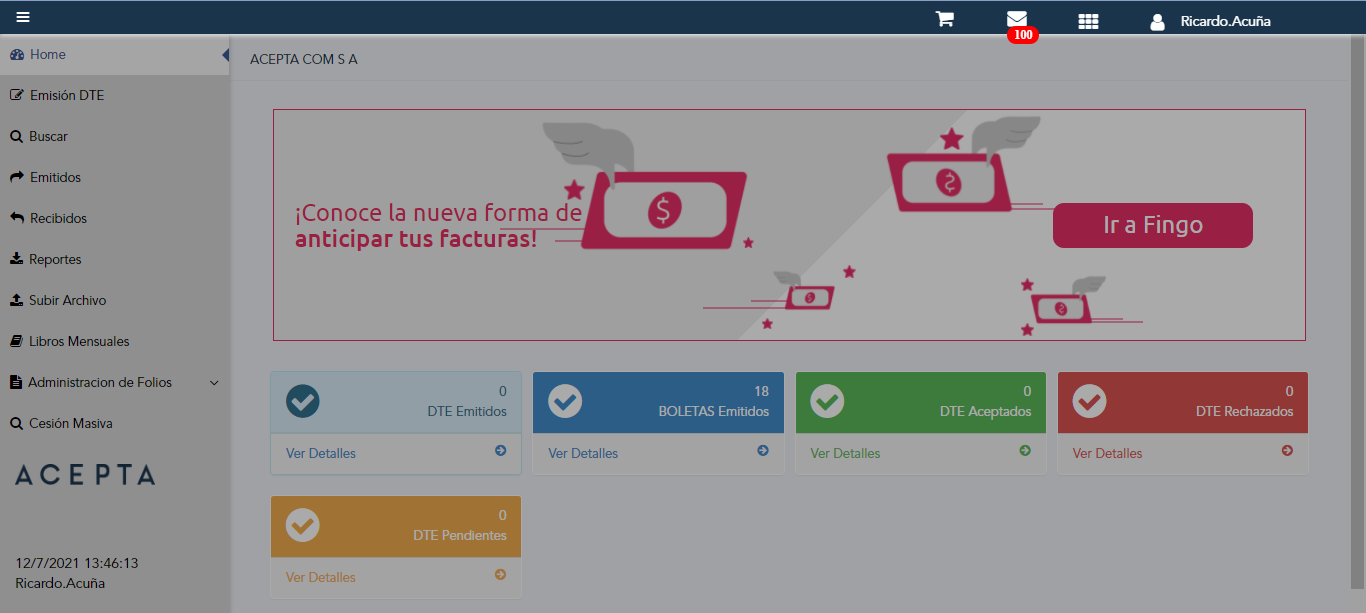 Ricardo.Acuña
100
Home
ACEPTA COM S A
Emisión DTE
Buscar
Emitidos
Recibidos
Reportes
Subir Archivo
Libros Mensuales
Administracion de Folios
Cesión Masiva
ACEPTA
12/7/2021 13:46:13
Ricardo.Acuña
¡Conoce la nueva forma de
anticipar tus facturas!
$
Ir a Fingo
0
DTE Emitidos
Ver Detalles
18
BOLETAS Emitidos
Ver Detalles
0
DTE Aceptados
Ver Detalles
0
DTE Rechazados
Ver Detalles
0
DTE Pendientes
Ver Detalles